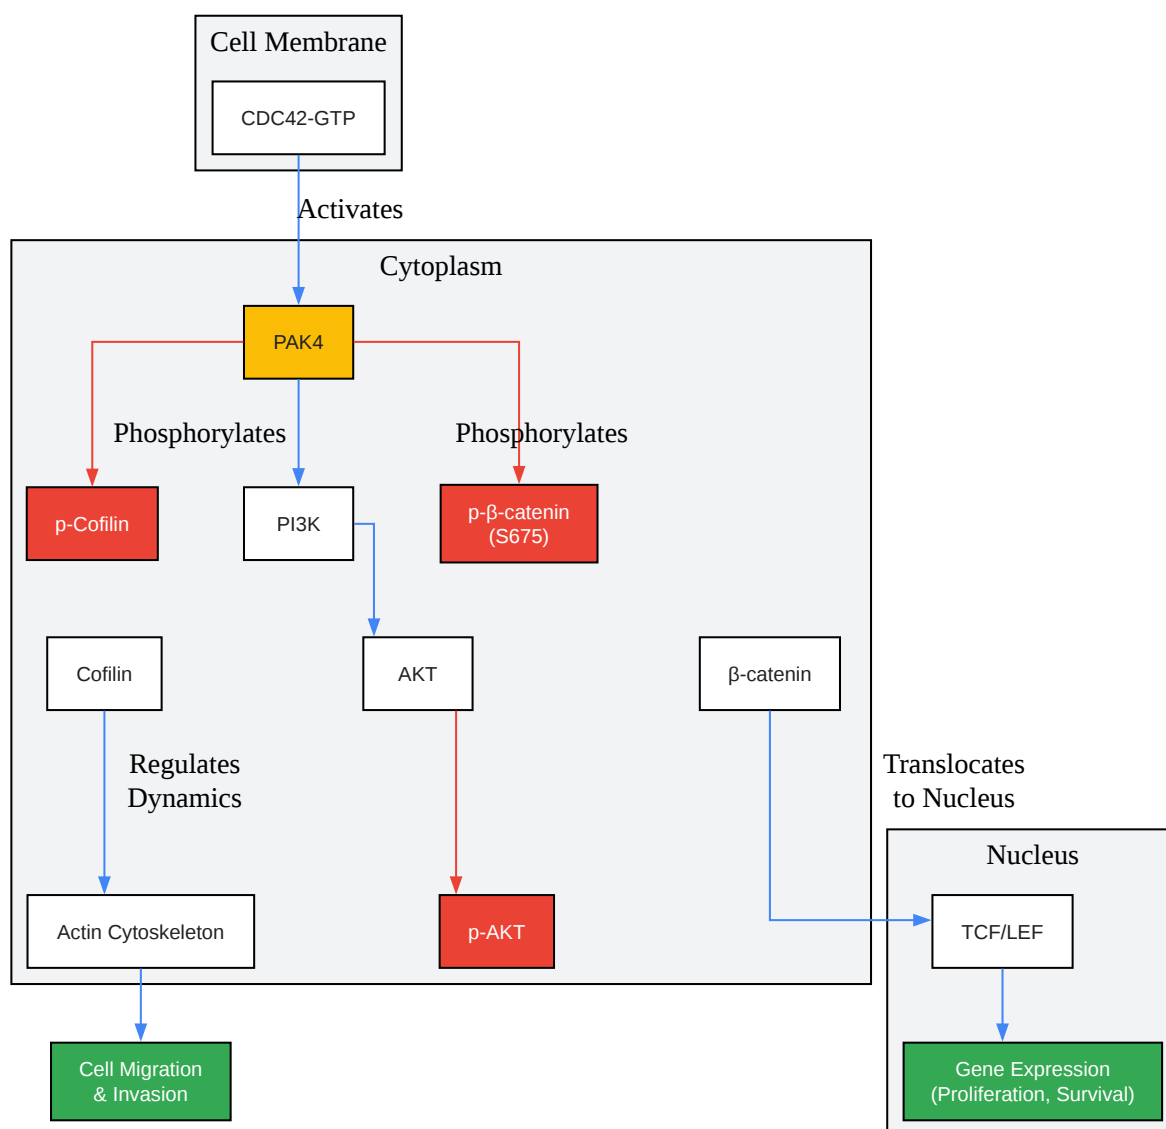 Cell Membrane
CDC42-GTP
Activates
Cytoplasm
PAK4
Phosphorylates
Phosphorylates
p-Cofilin
PI3K
p-β-catenin
(S675)
Cofilin
AKT
β-catenin
Regulates
Dynamics
Translocates
to Nucleus
Nucleus
Actin Cytoskeleton
p-AKT
TCF/LEF
Cell Migration
& Invasion
Gene Expression
(Proliferation, Survival)